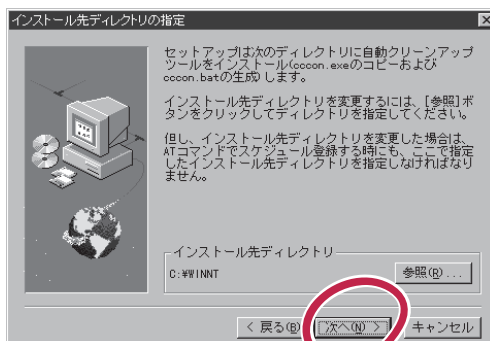 インストール先ディレクトリの指定
セットアップは次のディレクトリに自動クリーンアップ
ツールをインストール(cccon.exeのコピーおよび
cccon.batの生成)します。
インストール先ディレクトリを変更するには、[参照]ボ
タンをクリックしてディレクトリを指定してください。
但し、インストール先ディレクトリを変更した場合は、
ATコマンドでスケジュール登録する時にも、ここで指定
したインストール先ディレクトリを指定しなければなり
ません。
インストール先ディレクトリ
C:¥WINNT
参照(R)...
< 戻る(B)
次へ(N) >
キャンセル